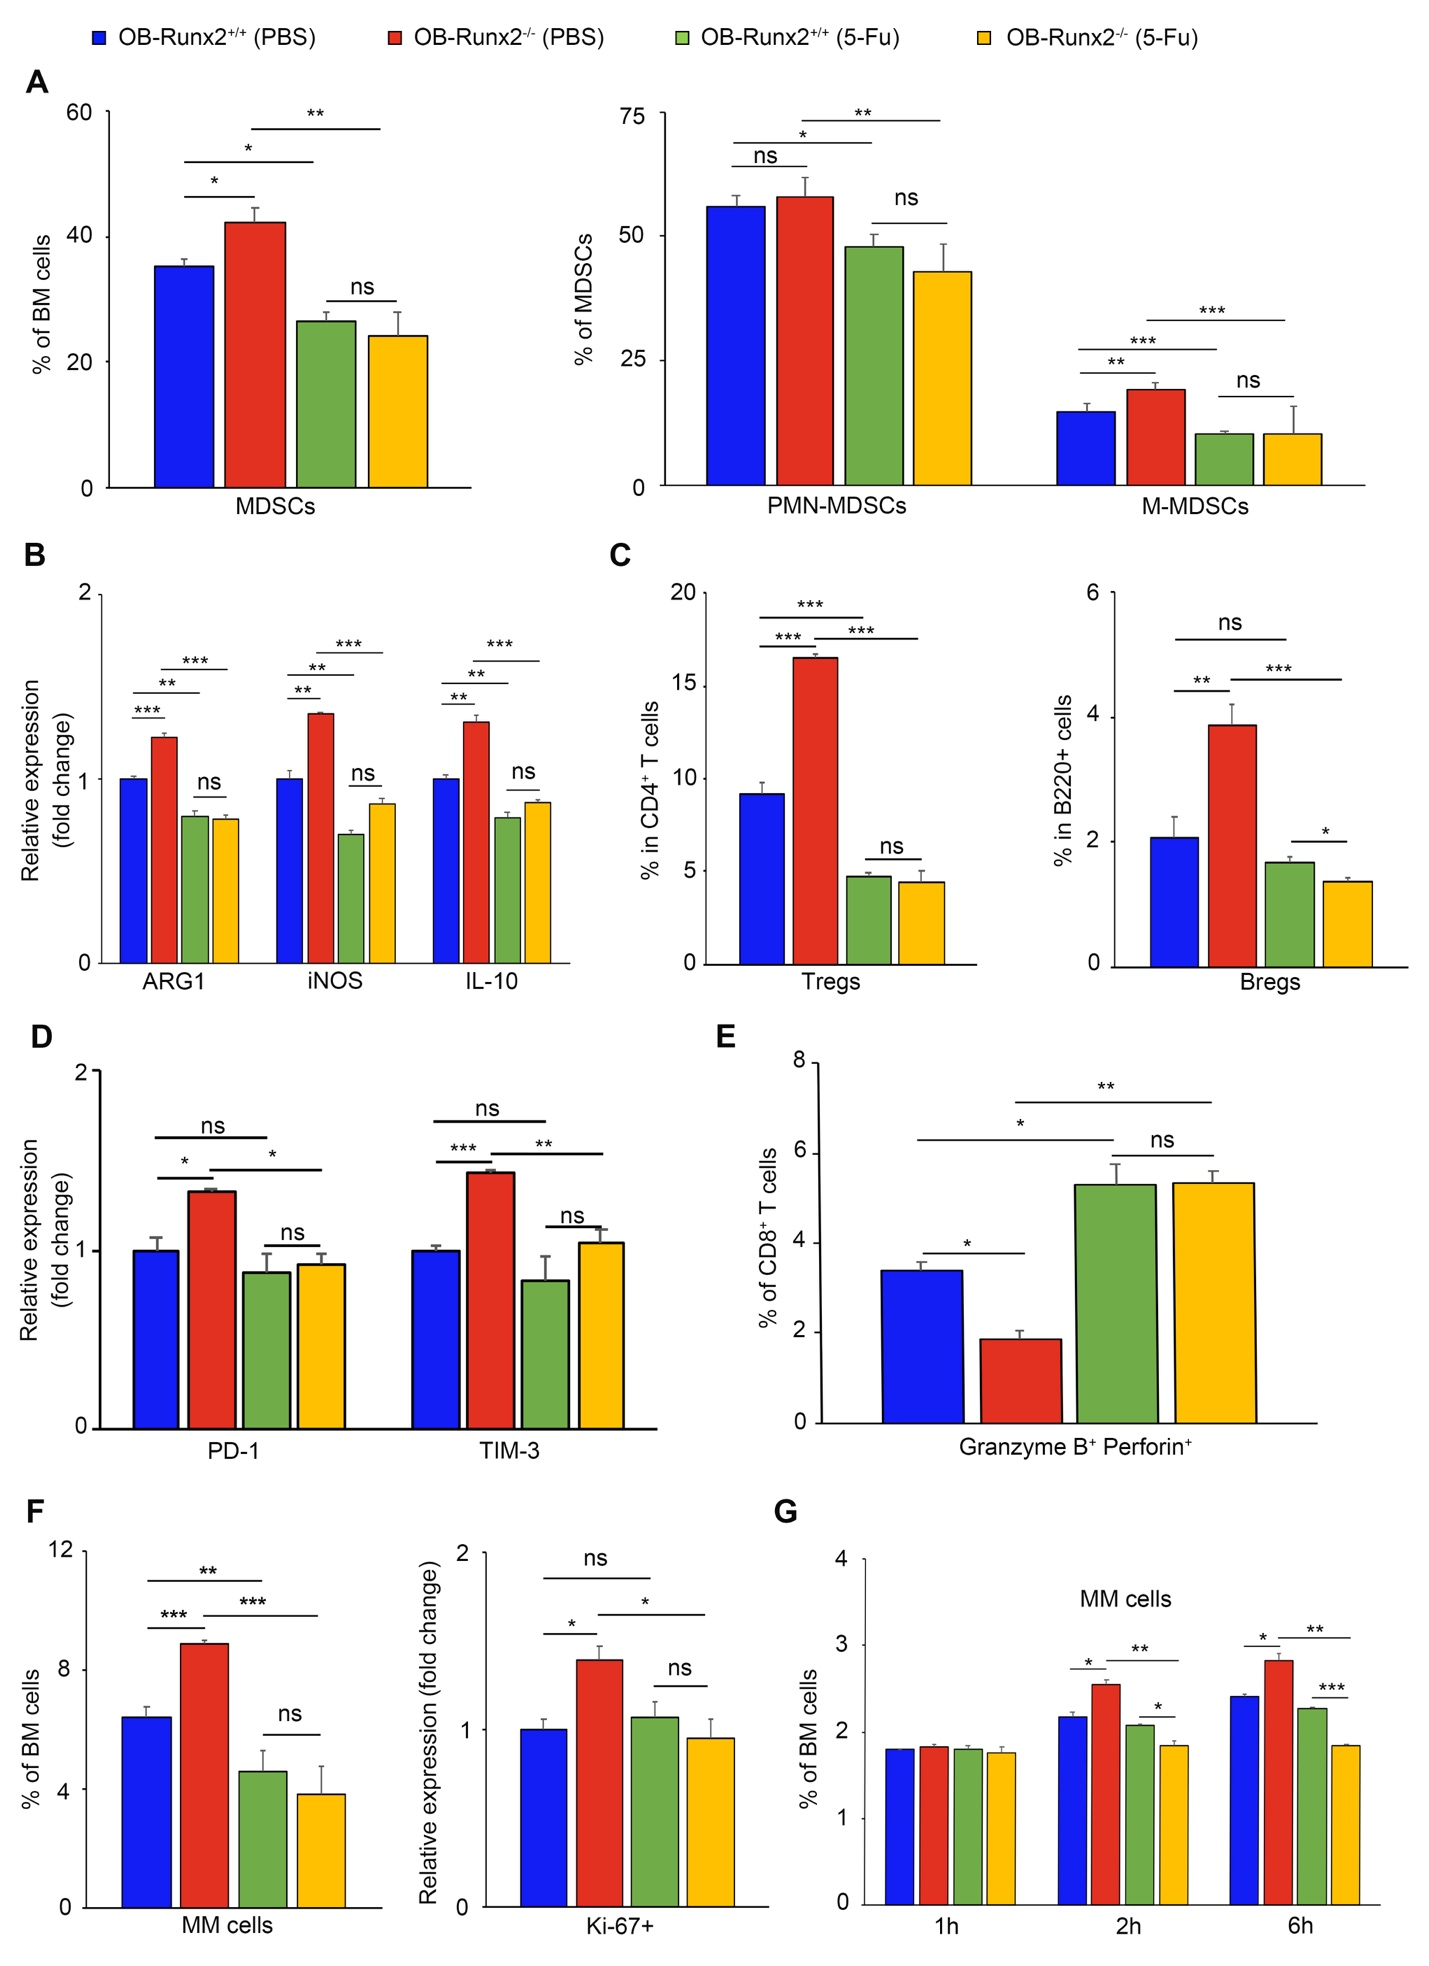 OB-Runx2+/+ (PBS) OB-Runx2-/- (PBS) OB-Runx2+/+ (5-Fu) OB-Runx2-/- (5-Fu)
A
% of BM cells
60
40
20
0
**
*
*
ns
MDSCs
% of MDSCs
75
50
25
0
**
*
ns
ns
***
***
**
ns
PMN-MDSCs M-MDSCs
B
Relative expression
(fold change)
2
1
0
***
**
***
ns
***
**
**
ns
***
**
**
ns
ARG1 iNOS IL-10
C
% in CD4+ T cells
20
15
10
5
0
***
*** ***
ns
Tregs
% in B220+ cells
6
4
2
0
ns
** ***
*
Bregs
D
Relative expression
(fold change)
2
1
0
ns
* *
ns
ns
*** **
ns
PD-1 TIM-3
E
% of CD8+ T cells
8
6
4
2
0
**
*
ns
*
Granzyme B+ Perforin+
F
% of BM cells
12
8
4
0
**
*** ***
ns
MM cells
Relative expression (fold change)
2
1
0
ns
* *
ns
Ki-67+
G
% of BM cells
4
3
2
1
0
MM cells
* **
*
* **
***
1h 2h 6h